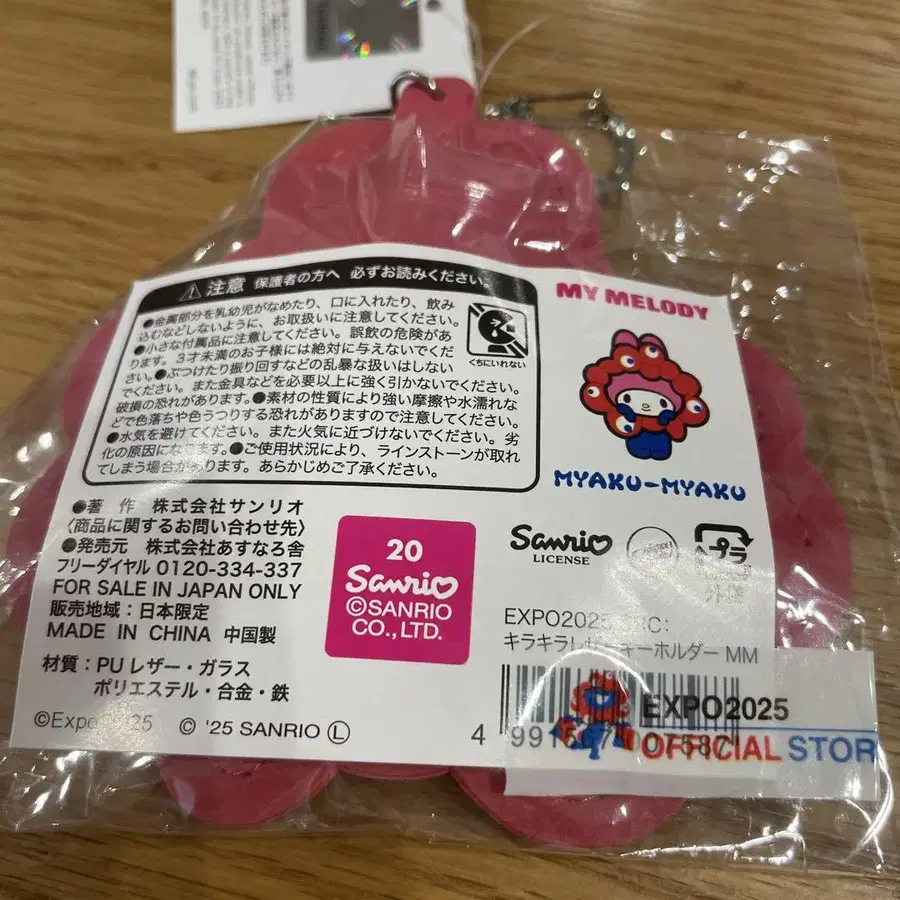 ⚠注意 保護者の方へ 必ずお読みください。
●金属部分を乳幼児がなめたり、口に入れたり、飲み
込むなどしないように、お取扱いに注意してください。
●小さな付属品に注意してください。誤飲の危険があ
ります。3才未満のお子様には絶対に与えないでくだ
さい。●ぶつけたり振り回すなどの乱暴な扱いはしない
でください。また金具などを必要以上に強く引かないでください。
破損の恐れがあります。●素材の性質により強い摩擦や水濡れな
どで色落ちや色うつりする恐れがありますので注意してください。
●水気を避けてください。また火気に近づけないでください。劣
化の原因になります。●ご使用状況により、ラインストーンが取れ
てしまう場合があります。あらかじめご了承ください。
くちにいれない
MY MELODY
MYAKU-MYAKU
●著 作 株式会社サンリオ
〈商品に関するお問い合わせ先〉
●発売元 株式会社あすなろ舎
フリーダイヤル 0120-334-337
FOR SALE IN JAPAN ONLY
販売地域：日本限定
MADE IN CHINA 中国製
材質：PUレザー・ガラス
ポリエステル・合金・鉄
©Expo 2025 © '25 SANRIO Ⓛ
20
Sanrio
©SANRIO
CO., LTD.
Sanrio
LICENSE
プラ
EXPO2025
キラキラレザーキーホルダー MM
4
EXPO2025
OFFICIAL STOR